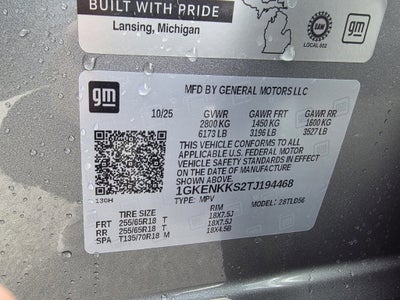 BUILT WITH PRIDE
Lansing, Michigan
UAW
LOCAL 602
gm
gm
MFD BY GENERAL MOTORS LLC
10/25 GVWR GAWR FRT GAWR RR
2800 KG 1450 KG 1600 KG
6173 LB 3196 LB 3527 LB
THIS VEHICLE CONFORMS TO ALL
APPLICABLE U.S. FEDERAL MOTOR
VEHICLE SAFETY STANDARDS IN EFFECT
ON THE DATE OF MANUFACTURE SHOWN ABOVE.
1GKENKKS2TJ194468
130H
TYPE: MPV MODEL: 28TLD56
TIRE SIZE RIM
FRT 255/65R18 T 18X7.5J
RR 255/65R18 T 18X7.5J
SPA T135/70R18 M 18X4.5B